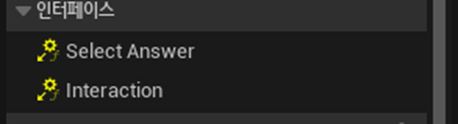 인터페이스
Select Answer
Interaction